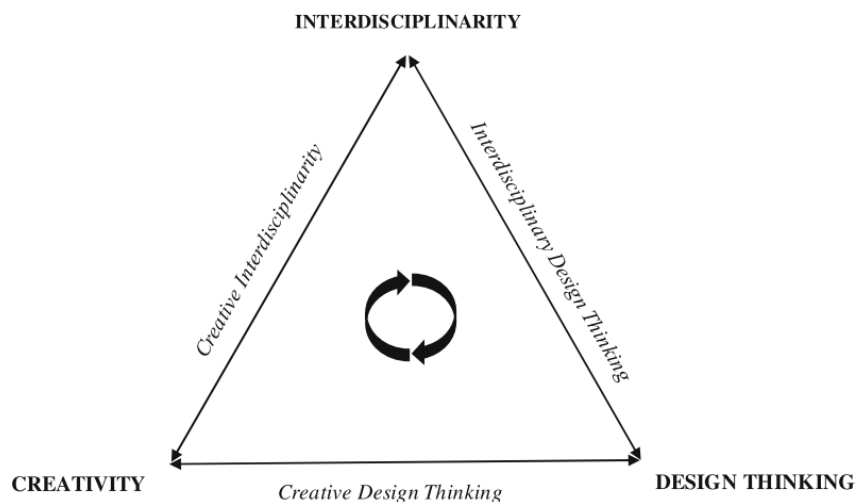 INTERDISCIPLINARITY
Creative Interdisciplinarity
Interdisciplinary Design Thinking
CREATIVITY
DESIGN THINKING
Creative Design Thinking